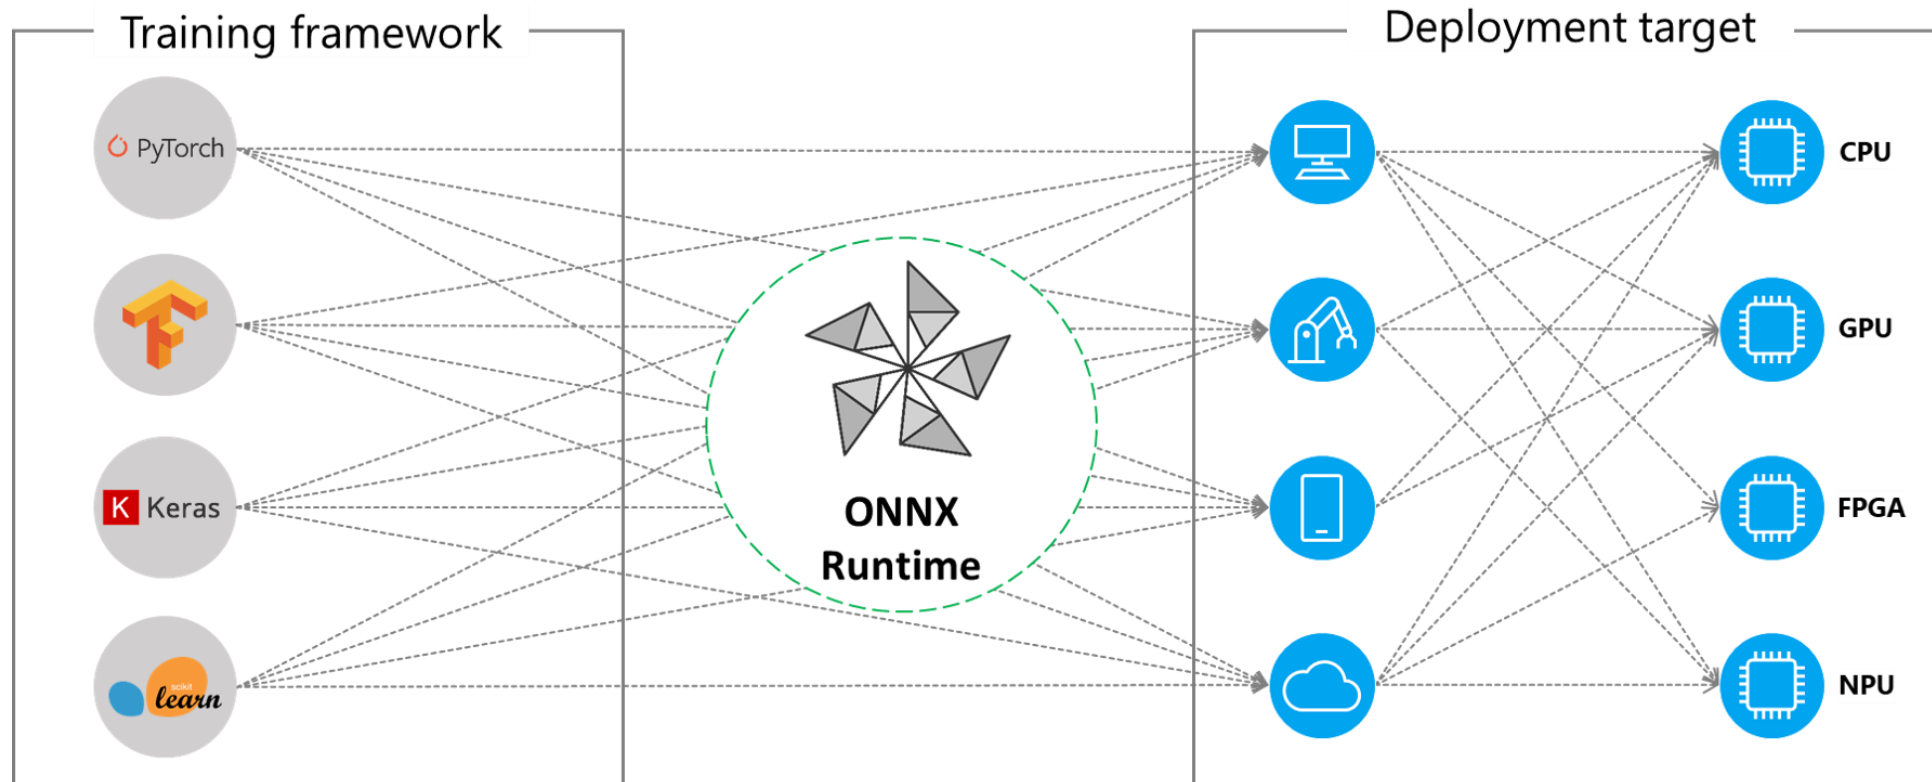 Training framework
Deployment target
PyTorch
K Keras
scikit
learn
ONNX
Runtime
CPU
GPU
FPGA
NPU